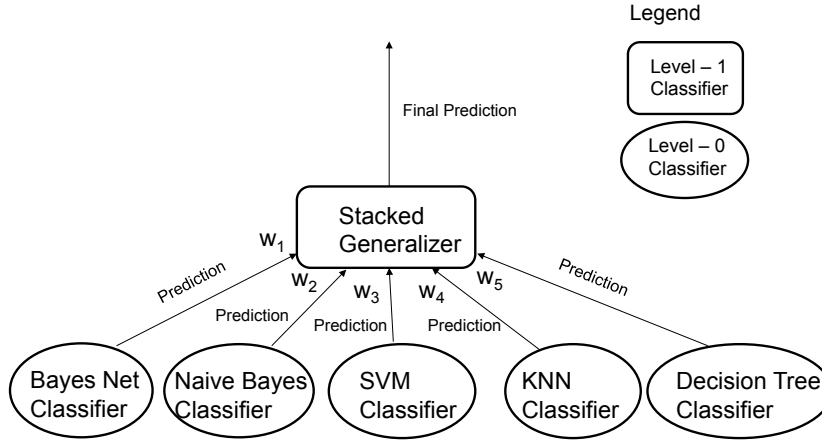 Legend
Level – 1
Classifier
Level – 0
Classifier
Final Prediction
Stacked
Generalizer
w1
w2
w3
w4
w5
Prediction
Prediction
Prediction
Prediction
Prediction
Bayes Net
Classifier
Naive Bayes
Classifier
SVM
Classifier
KNN
Classifier
Decision Tree
Classifier